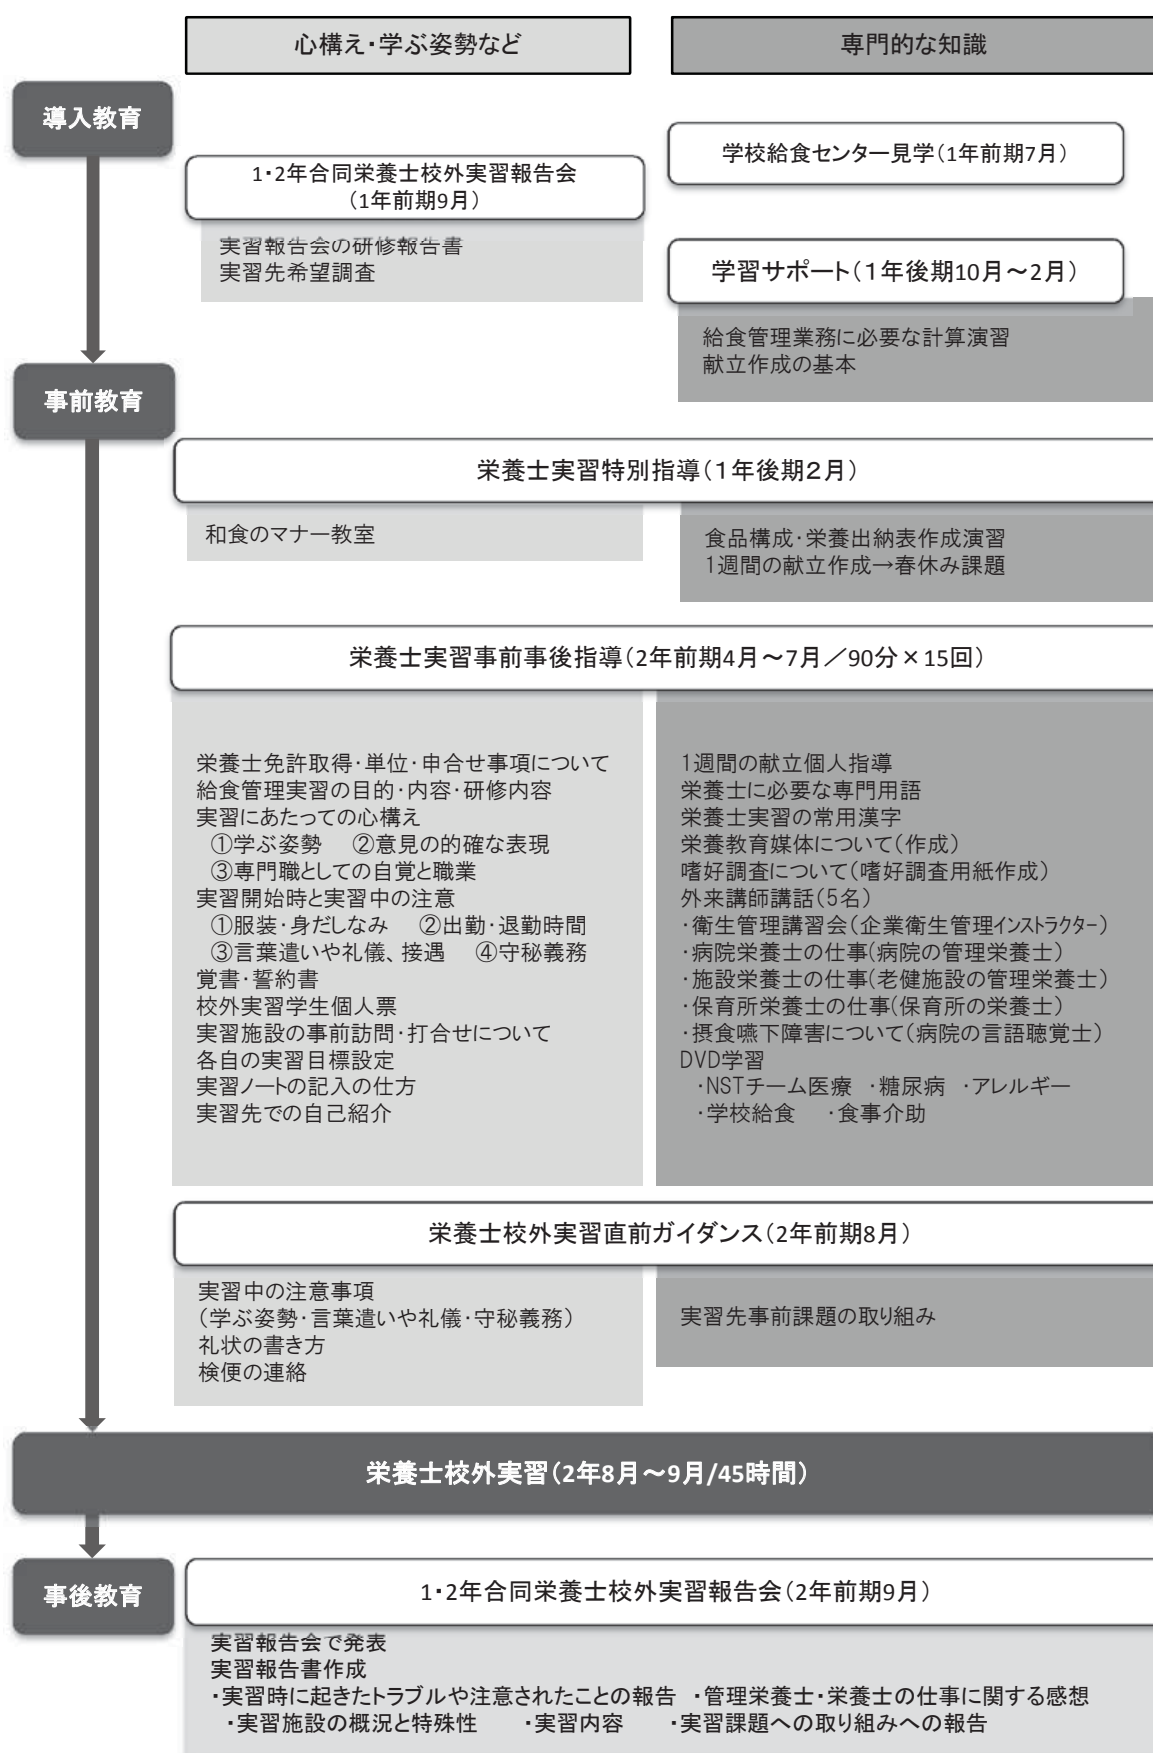 心構え・学ぶ姿勢など
専門的な知識
導入教育
学校給食センター見学(1年前期7月)
1・2年合同栄養士校外実習報告会
(1年前期9月)
実習報告会の研修報告書
実習先希望調査
学習サポート(1年後期10月～2月)
給食管理業務に必要な計算演習
献立作成の基本
事前教育
栄養士実習特別指導(1年後期2月)
和食のマナー教室
食品構成・栄養出納表作成演習
1週間の献立作成→春休み課題
栄養士実習事前事後指導(2年前期4月～7月／90分×15回)
栄養士免許取得・単位・申合せ事項について
給食管理実習の目的・内容・研修内容
実習にあたっての心構え
①学ぶ姿勢 ②意見の的確な表現
③専門職としての自覚と職業
実習開始時と実習中の注意
①服装・身だしなみ ②出勤・退勤時間
③言葉遣いや礼儀、接遇 ④守秘義務
覚書・誓約書
校外実習学生個人票
実習施設の事前訪問・打合せについて
各自の実習目標設定
実習ノートの記入の仕方
実習先での自己紹介
1週間の献立個人指導
栄養士に必要な専門用語
栄養士実習の常用漢字
栄養教育媒体について(作成)
嗜好調査について(嗜好調査用紙作成)
外来講師講話(5名)
・衛生管理講習会(企業衛生管理インストラクター)
・病院栄養士の仕事(病院の管理栄養士)
・施設栄養士の仕事(老健施設の管理栄養士)
・保育所栄養士の仕事(保育所の栄養士)
・摂食嚥下障害について(病院の言語聴覚士)
DVD学習
・NSTチーム医療 ・糖尿病 ・アレルギー
・学校給食 ・食事介助
栄養士校外実習直前ガイダンス(2年前期8月)
実習中の注意事項
(学ぶ姿勢・言葉遣いや礼儀・守秘義務)
礼状の書き方
検便の連絡
実習先事前課題の取り組み
栄養士校外実習(2年8月～9月/45時間)
事後教育
1・2年合同栄養士校外実習報告会(2年前期9月)
実習報告会で発表
実習報告書作成
・実習時に起きたトラブルや注意されたことの報告 ・管理栄養士・栄養士の仕事に関する感想
・実習施設の概況と特殊性 ・実習内容 ・実習課題への取り組みへの報告